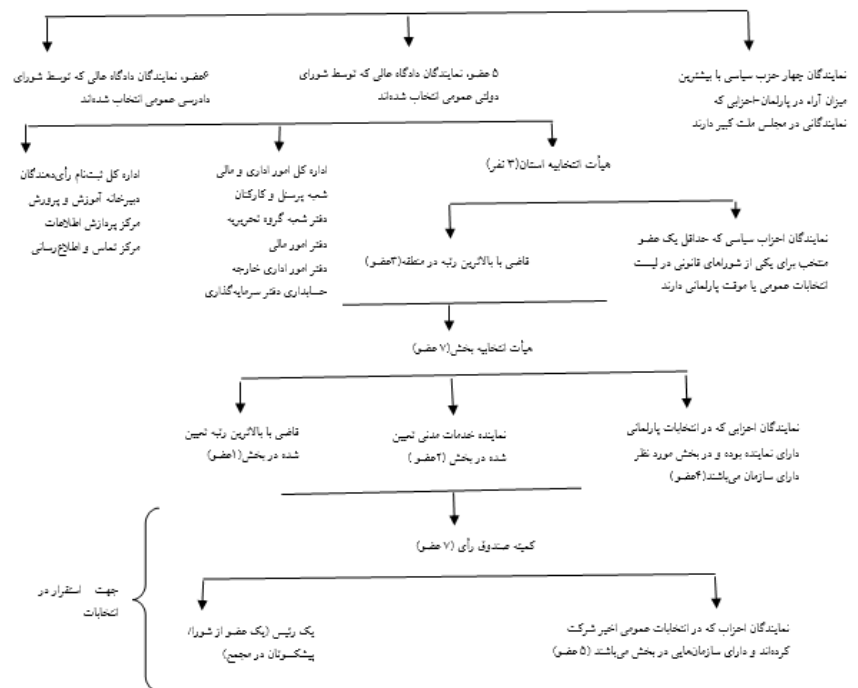 نمایندگان چهار حزب سیاسی با بیشترین
میزان آراء در پارلمان-احزابی که
نمایندگانی در مجلس ملت کبیر دارند
۵ عضو، نمایندگان دادگاه عالی که توسط شورای
دولتی عمومی انتخاب شده‌اند
۶عضو، نمایندگان دادگاه عالی که توسط شورای
دادرسی عمومی انتخاب شده‌اند
هیأت انتخابیه استان(۳ نفر)
اداره کل امور اداری و مالی
شعبه پرسنل و کارکنان
دفتر شعبه گروه تحریریه
دفتر امور مالی
دفتر امور اداری خارجه
حسابداری دفتر سرمایه‌گذاری
اداره کل ثبت‌نام رأی‌دهندگان
دبیرخانه آموزش و پرورش
مرکز پردازش اطلاعات
مرکز تماس و اطلاع‌رسانی
نمایندگان احزاب سیاسی که حداقل یک عضو
منتخب برای یکی از شوراهای قانونی در لیست
انتخابات عمومی یا موقت پارلمانی دارند
قاضی با بالاترین رتبه در منطقه(۳عضو)
هیأت انتخابیه بخش(۷ عضو)
نمایندگان احزابی که در انتخابات پارلمانی
دارای نماینده بوده و در بخش مورد نظر
دارای سازمان می‌باشند(۴عضو)
نماینده خدمات مدنی تعیین
شده در بخش (۲عضو )
قاضی با بالاترین رتبه تعیین
شده در بخش(۱عضو)
کمیته صندوق رأی (۷ عضو)
جهت استقرار در
انتخابات
نمایندگان احزاب که در انتخابات عمومی اخیر شرکت
کرده‌اند و دارای سازمان‌هایی در بخش می‌باشند (۵ عضو)
یک رئیس (یک عضو از شورا/
پیشکسوتان در مجمع)